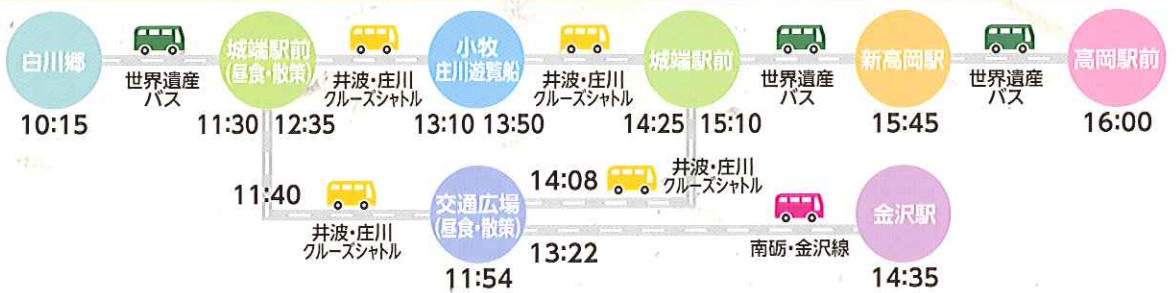 白川郷
世界遺産
バス
城端駅前
(昼食・散策)
井波・庄川
クルーズシャトル
小牧
庄川遊覧船
井波・庄川
クルーズシャトル
城端駅前
世界遺産
バス
新高岡駅
世界遺産
バス
高岡駅前
10:15
11:30
12:35
13:10
13:50
14:25
15:10
15:45
16:00
11:40
井波・庄川
クルーズシャトル
交通広場
(昼食・散策)
11:54
14:08
井波・庄川
クルーズシャトル
13:22
南砺・金沢線
金沢駅
14:35